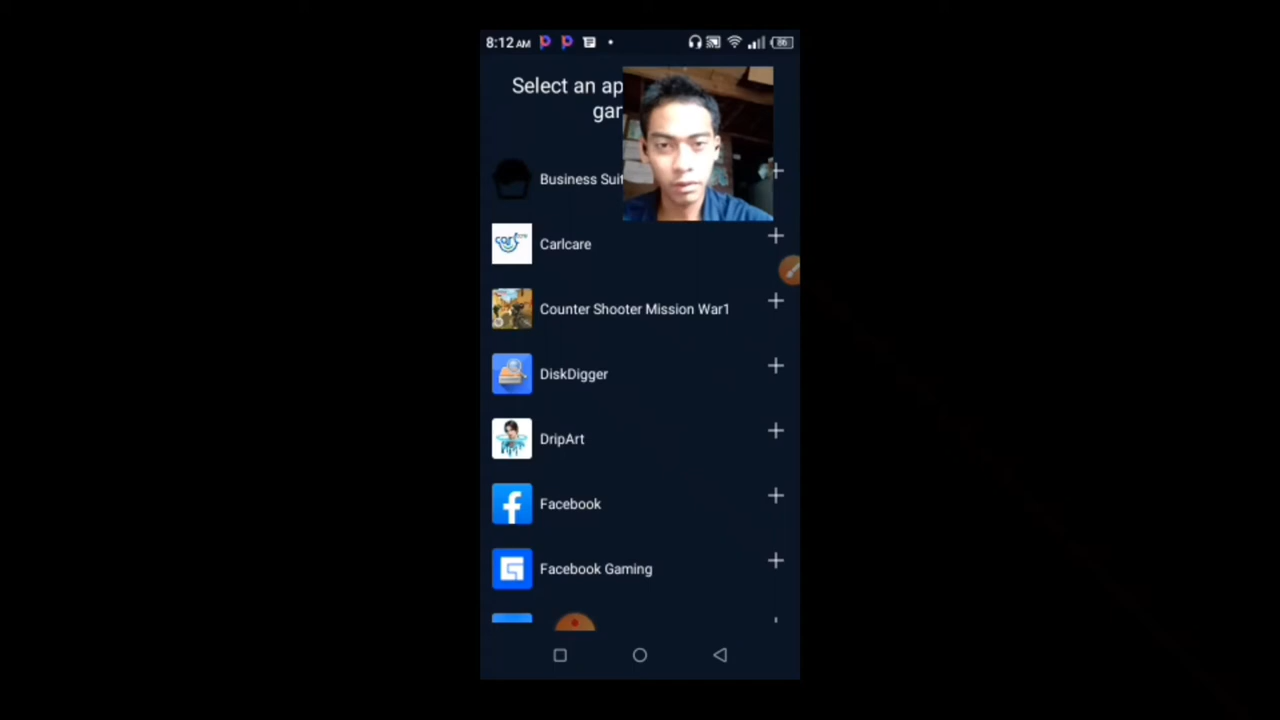 8:12 AM
86
Select an ap
gar
Business Suit
Carlcare
Counter Shooter Mission War1
DiskDigger
DripArt
Facebook
Facebook Gaming